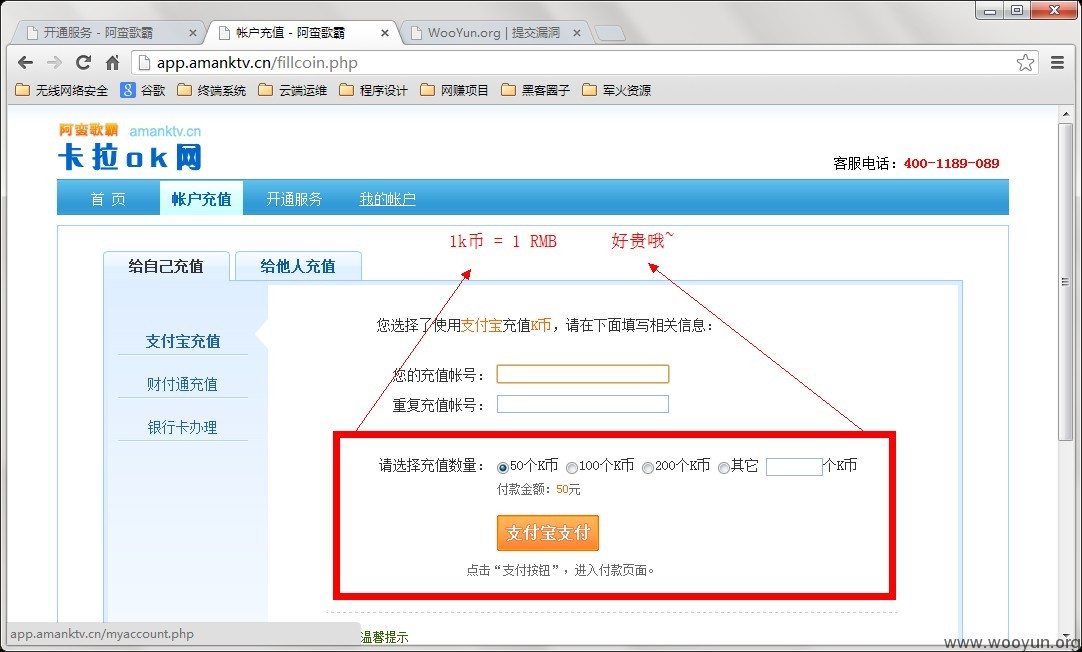 开通服务 - 阿蛮歌霸
帐户充值 - 阿蛮歌霸
WooYun.org | 提交漏洞
app.amanktv.cn/fillcoin.php
无线网络安全 谷歌 终端系统 云端运维 程序设计 网赚项目 黑客圈子 军火资源
阿蛮歌霸 amanktv.cn
卡拉ok网
客服电话：400-1189-089
首 页 帐户充值 开通服务 我的帐户
1k币 = 1 RMB 好贵哦~
给自己充值 给他人充值
您选择了使用支付宝充值K币，请在下面填写相关信息：
支付宝充值
您的充值帐号：
财付通充值
重复充值帐号：
银行卡办理
请选择充值数量： 50个K币 100个K币 200个K币 其它 个K币
付款金额：50元
支付宝支付
点击“支付按钮”，进入付款页面。
app.amanktv.cn/myaccount.php
温馨提示
www.wooyun.org